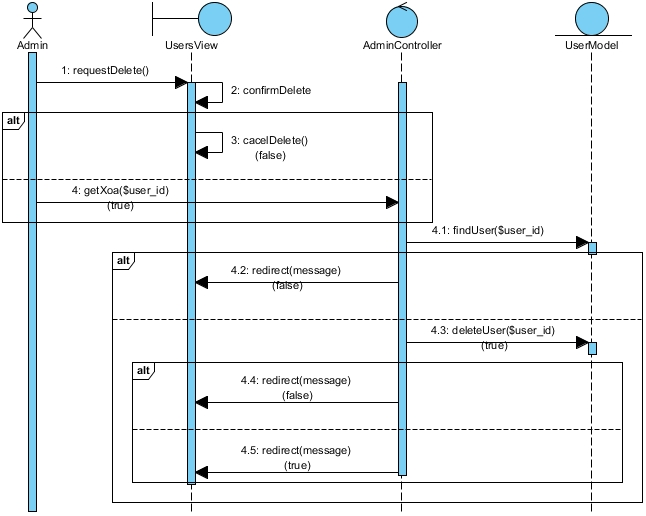 Admin
UsersView
AdminController
UserModel
1: requestDelete()
2: confirmDelete
alt
3: cacelDelete()
(false)
4: getXoa($user_id)
(true)
4.1: findUser($user_id)
alt
4.2: redirect(message)
(false)
4.3: deleteUser($user_id)
(true)
alt
4.4: redirect(message)
(false)
4.5: redirect(message)
(true)